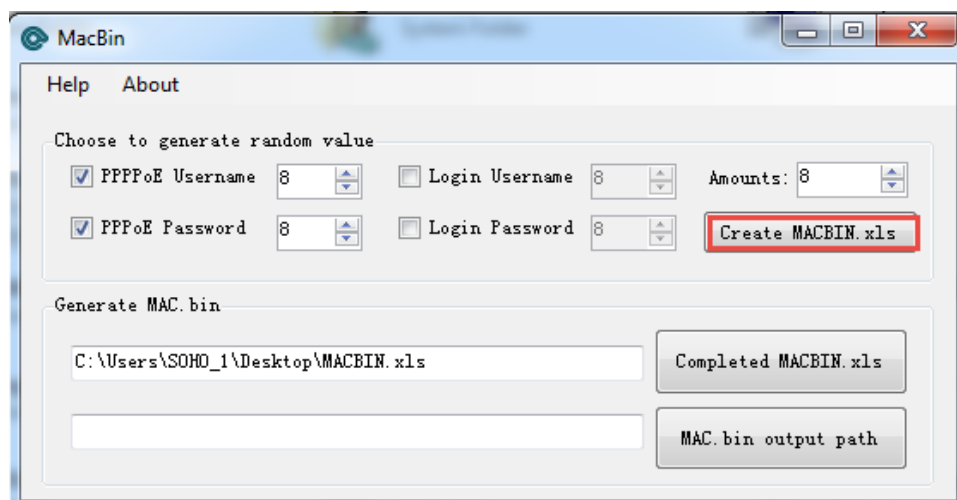 MacBin
Help About
Choose to generate random value
PPPPoE Username 8 Login Username 8 Amounts: 8
PPPoE Password 8 Login Password 8 Create MACBIN.xls
Generate MAC.bin
C:\Users\SOHO_1\Desktop\MACBIN.xls Completed MACBIN.xls
MAC.bin output path